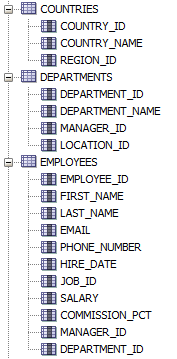 COUNTRIES
COUNTRY_ID
COUNTRY_NAME
REGION_ID
DEPARTMENTS
DEPARTMENT_ID
DEPARTMENT_NAME
MANAGER_ID
LOCATION_ID
EMPLOYEES
EMPLOYEE_ID
FIRST_NAME
LAST_NAME
EMAIL
PHONE_NUMBER
HIRE_DATE
JOB_ID
SALARY
COMMISSION_PCT
MANAGER_ID
DEPARTMENT_ID